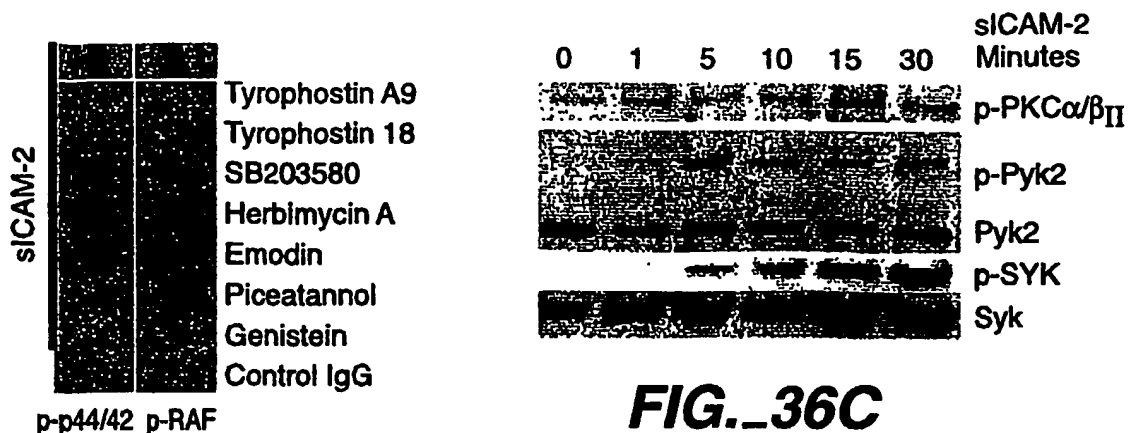 sICAM-2
Tyrophostin A9
Tyrophostin 18
SB203580
Herbimycin A
Emodin
Piceatannol
Genistein
Control IgG
p-p44/42 p-RAF
sICAM-2
0 1 5 10 15 30 Minutes
p-PKCα/βII
p-Pyk2
Pyk2
p-SYK
Syk
FIG._36C